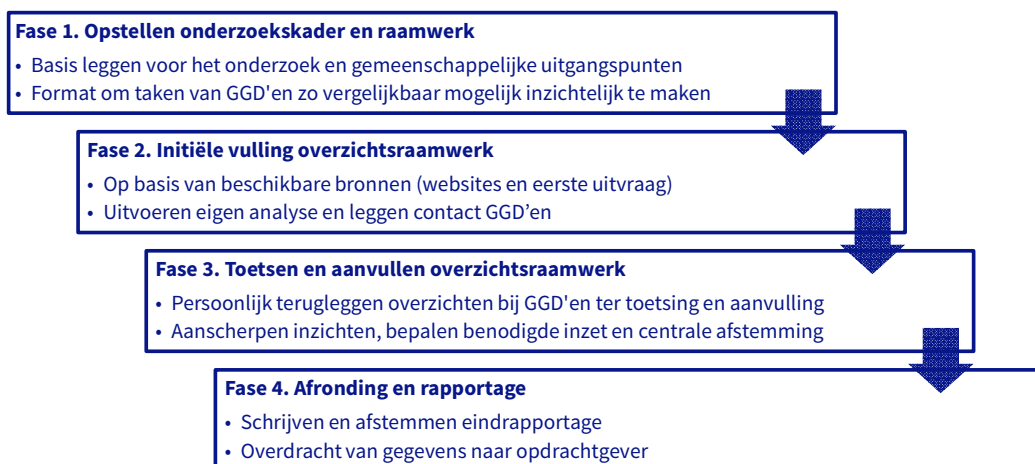 Fase 1. Opstellen onderzoekskader en raamwerk
• Basis leggen voor het onderzoek en gemeenschappelijke uitgangspunten
• Format om taken van GGD'en zo vergelijkbaar mogelijk inzichtelijk te maken
Fase 2. Initiële vulling overzichtsraamwerk
• Op basis van beschikbare bronnen (websites en eerste uitvraag)
• Uitvoeren eigen analyse en leggen contact GGD’en
Fase 3. Toetsen en aanvullen overzichtsraamwerk
• Persoonlijk terugleggen overzichten bij GGD'en ter toetsing en aanvulling
• Aanscherpen inzichten, bepalen benodigde inzet en centrale afstemming
Fase 4. Afronding en rapportage
• Schrijven en afstemmen eindrapportage
• Overdracht van gegevens naar opdrachtgever